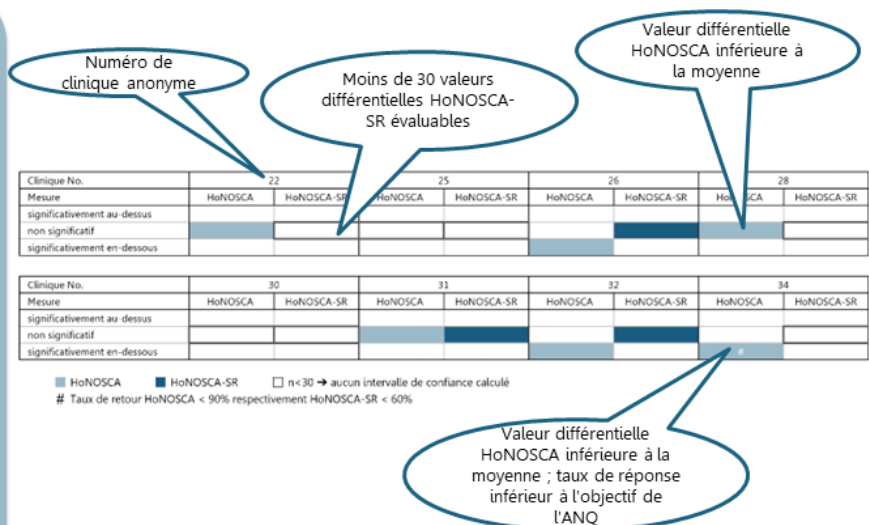 Numéro de
clinique anonyme
Moins de 30 valeurs
différentielles HoNOSCA-
SR évaluables
Valeur différentielle
HoNOSCA inférieure à
la moyenne
Clinique No. 22 25 26 28
Mesure HoNOSCA HoNOSCA-SR HoNOSCA HoNOSCA-SR HoNOSCA HoNOSCA-SR HoNOSCA HoNOSCA-SR
significativement au-dessus
non significatif
significativement en-dessous
Clinique No. 30 31 32 34
Mesure HoNOSCA HoNOSCA-SR HoNOSCA HoNOSCA-SR HoNOSCA HoNOSCA-SR HoNOSCA HoNOSCA-SR
significativement au-dessus
non significatif
significativement en-dessous #
HoNOSCA HoNOSCA-SR n<30 ➔ aucun intervalle de confiance calculé
# Taux de retour HoNOSCA < 90% respectivement HoNOSCA-SR < 60%
Valeur différentielle
HoNOSCA inférieure à la
moyenne ; taux de réponse
inférieur à l'objectif de
l'ANQ